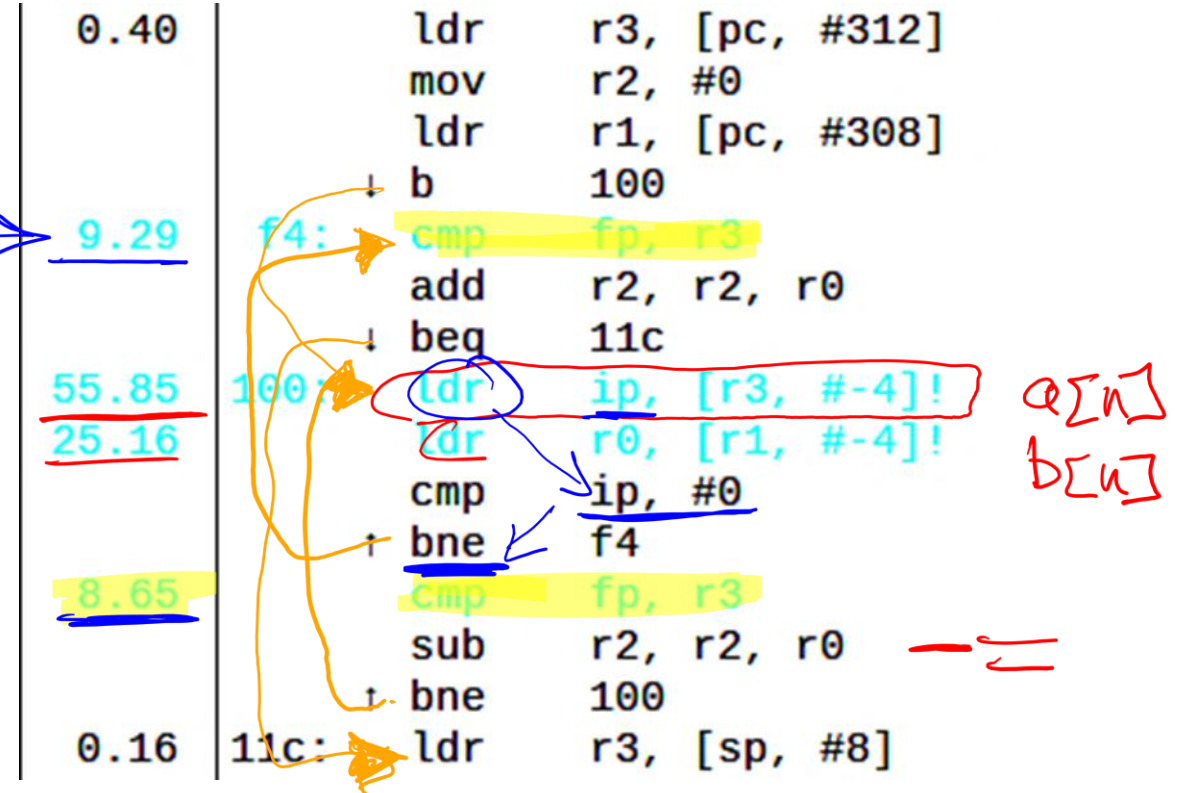 0.40 ldr r3, [pc, #312]
mov r2, #0
ldr r1, [pc, #308]
↓ b 100
9.29 f4: cmp fp, r3
add r2, r2, r0
↓ beq 11c
55.85 100: ldr ip, [r3, #-4]! a[n]
25.16 ldr r0, [r1, #-4]! b[n]
cmp ip, #0
↑ bne f4
8.65 cmp fp, r3
sub r2, r2, r0 -=
↑ bne 100
0.16 11c: ldr r3, [sp, #8]